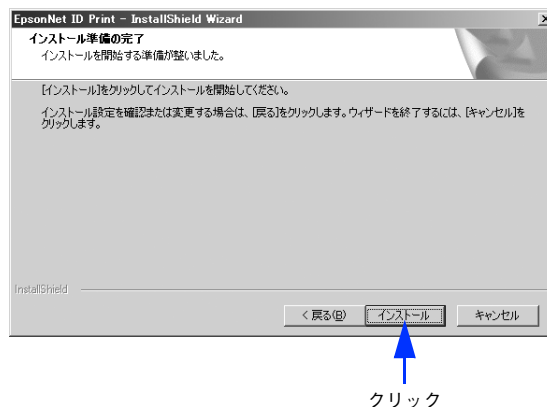 EpsonNet ID Print - InstallShield Wizard
インストール準備の完了
インストールを開始する準備が整いました。
[インストール]をクリックしてインストールを開始してください。
インストール設定を確認または変更する場合は、[戻る]をクリックします。ウィザードを終了するには、[キャンセル]を
クリックします。
InstallShield
< 戻る(B) インストール キャンセル
クリック